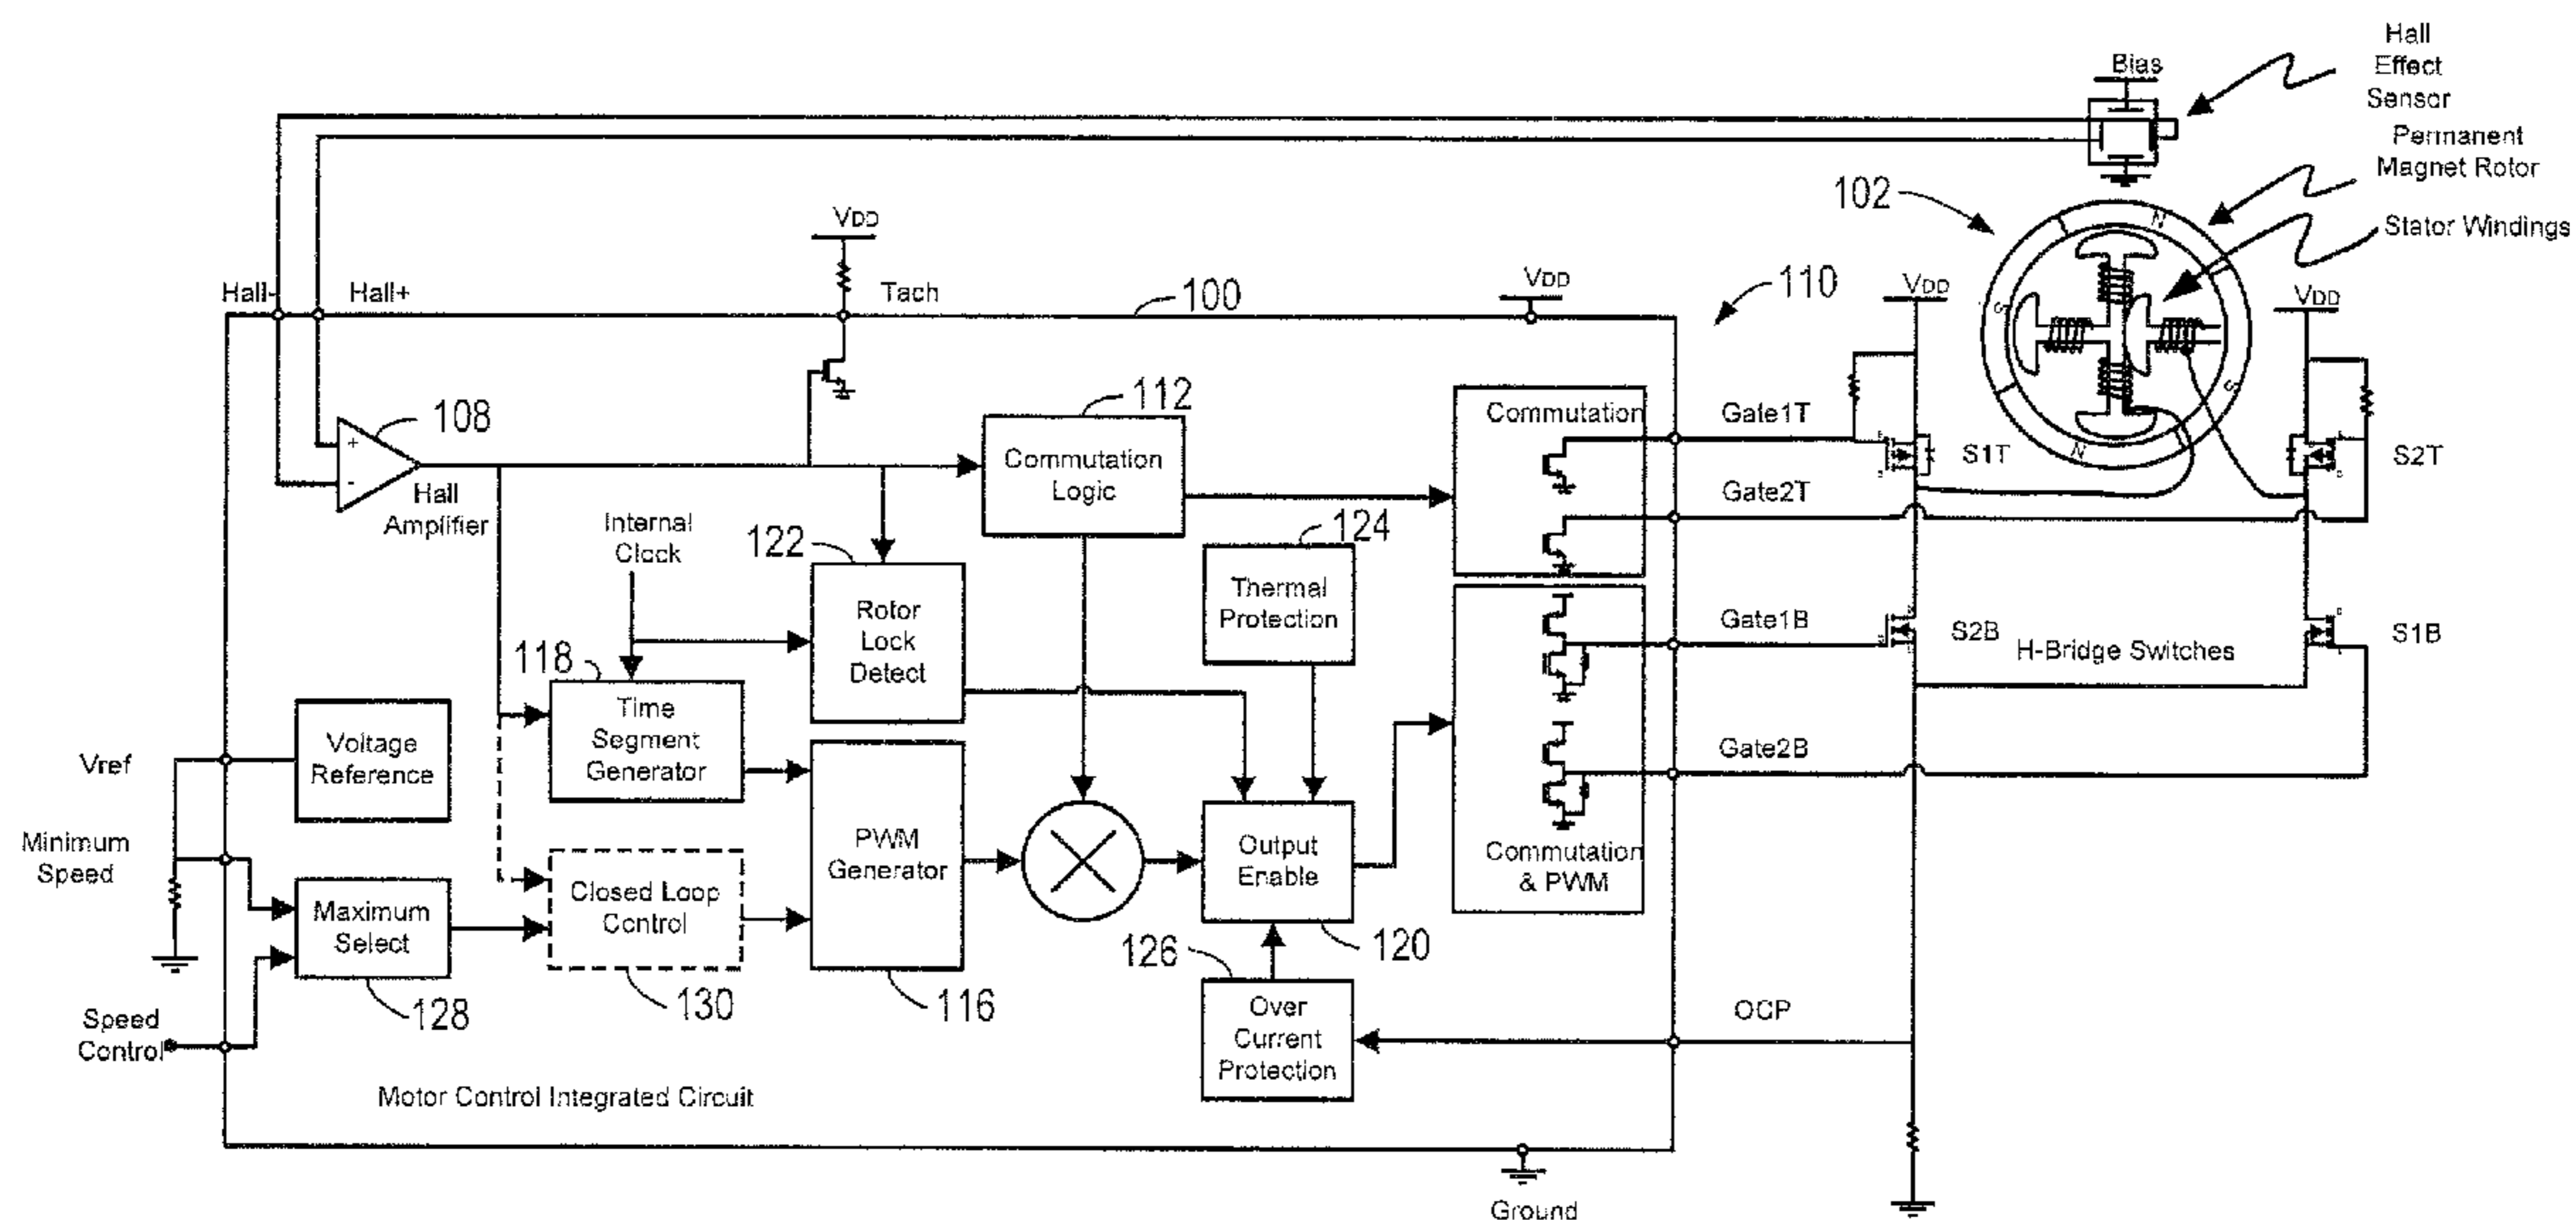 Hall
Effect
Sensor
Bias
Permanent
Magnet Rotor
102
Stator Windings
VDD
Hall-
Hall+
Tach
100
VDD
110
VDD
VDD
N
S
S
N
108
+
-
Hall
Amplifier
112
Commutation
Logic
Commutation
Gate1T
S1T
S2T
Gate2T
Internal
Clock
122
Rotor
Lock
Detect
124
Thermal
Protection
Gate1B
S2B
S1B
H-Bridge Switches
118
Time
Segment
Generator
Voltage
Reference
Vref
Gate2B
Minimum
Speed
PWM
Generator
Output
Enable
Commutation
& PWM
Closed Loop
Control
Maximum
Select
126
120
130
116
128
Over
Current
Protection
OCP
Speed
Control
Motor Control Integrated Circuit
Ground